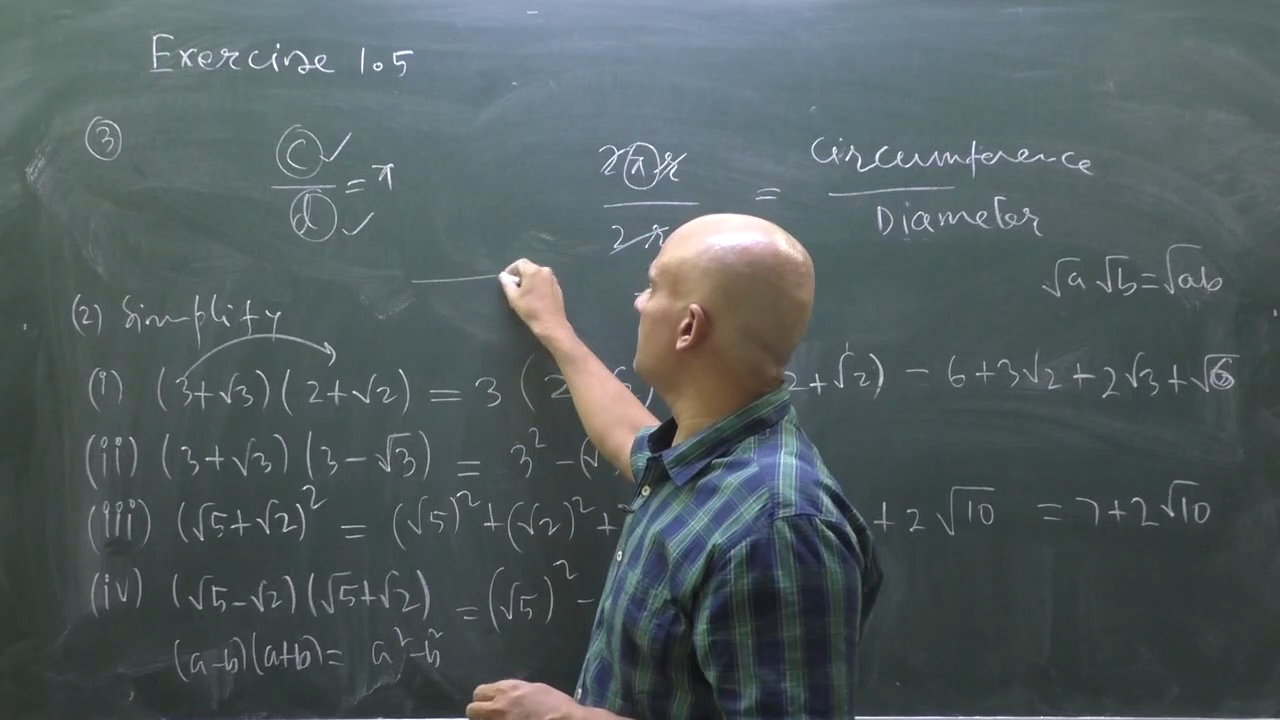 Exercise 1.5
③ C/d = π 2πr/2r = Circumference/Diameter
√a √b = √ab
(2) Simplify
(i) (3+√3)(2+√2) = 3(2 2+√2) = 6+3√2+2√3+√6
(ii) (3+√3)(3-√3) = 3² -(√
(iii) (√5+√2)² = (√5)²+(√2)²+ +2√10 = 7+2√10
(iv) (√5-√2)(√5+√2) = (√5)² -
(a-b)(a+b)= a²-b²